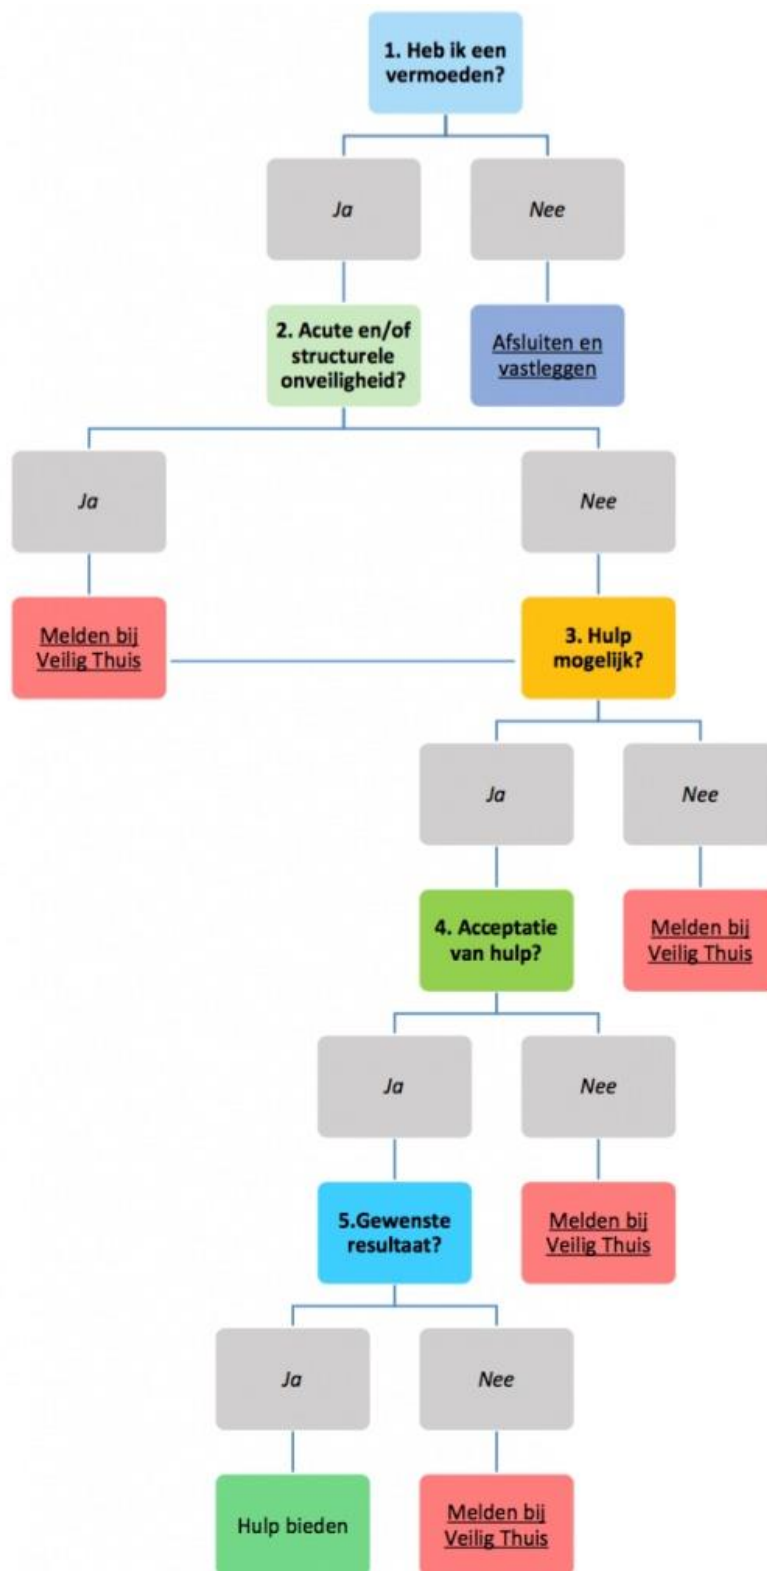 1. Heb ik een
vermoeden?
Ja
Nee
2. Acute en/of
structurele
onveiligheid?
Afsluiten en
vastleggen
Ja
Nee
Melden bij
Veilig Thuis
3. Hulp
mogelijk?
Ja
Nee
4. Acceptatie
van hulp?
Melden bij
Veilig Thuis
Ja
Nee
5.Gewenste
resultaat?
Melden bij
Veilig Thuis
Ja
Nee
Hulp bieden
Melden bij
Veilig Thuis